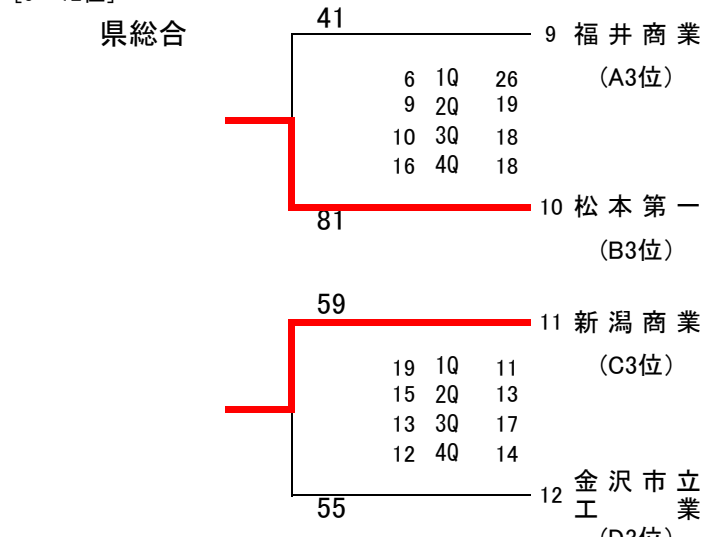 県総合
41
9 福井商業
(A3位)
6 1Q 26
9 2Q 19
10 3Q 18
16 4Q 18
10 松本第一
81
(B3位)
59
11 新潟商業
(C3位)
19 1Q 11
15 2Q 13
13 3Q 17
12 4Q 14
12 金沢市立
工業
55